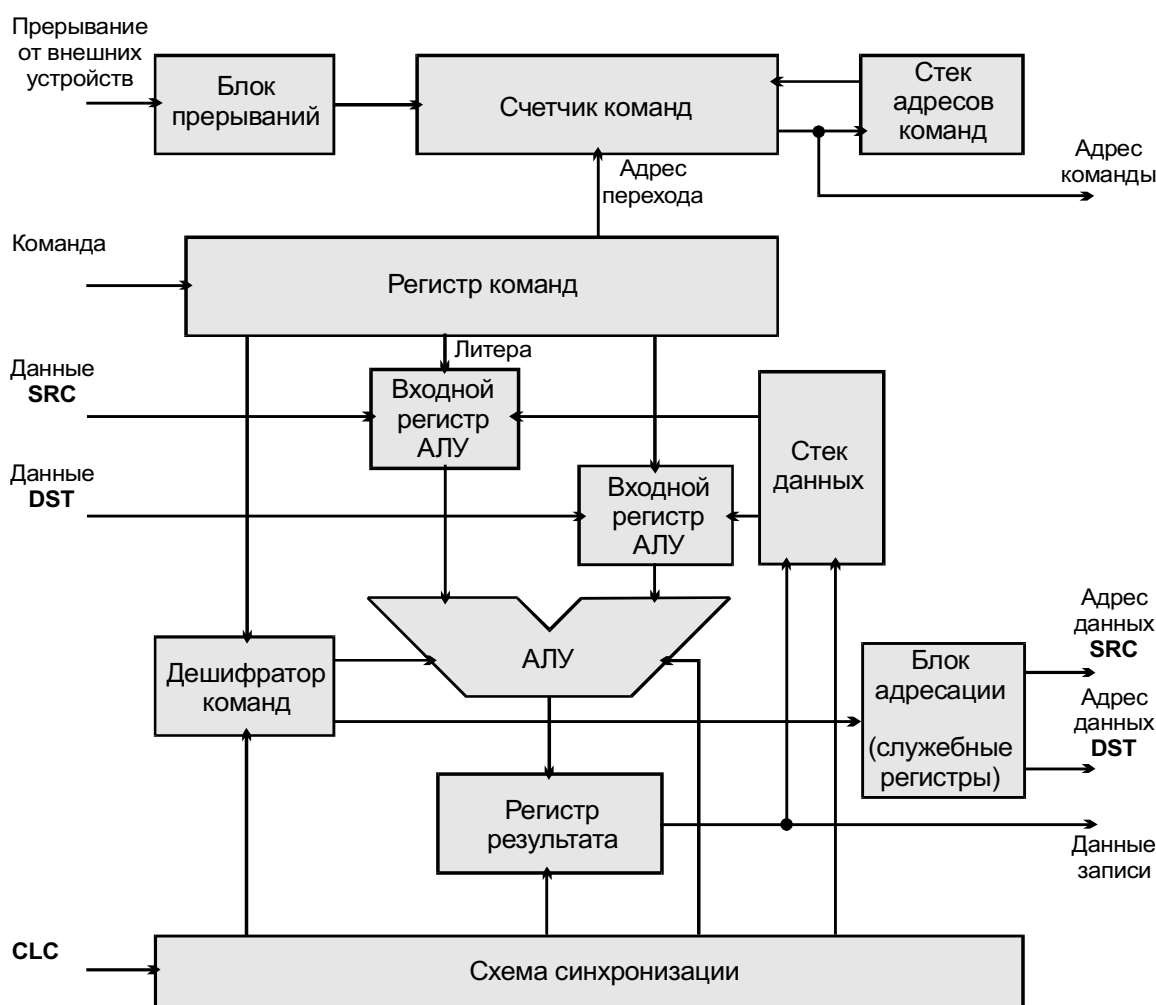 Прерывание
от внешних
устройств
Блок
прерываний
Счетчик команд
Стек
адресов
команд
Адрес
команды
Адрес
перехода
Команда
Регистр команд
Литера
Данные
SRC
Входной
регистр
АЛУ
Стек
данных
Данные
DST
Входной
регистр
АЛУ
Дешифратор
команд
АЛУ
Блок
адресации
(служебные
регистры)
Адрес
данных
SRC
Адрес
данных
DST
Регистр
результата
Данные
записи
CLC
Схема синхронизации